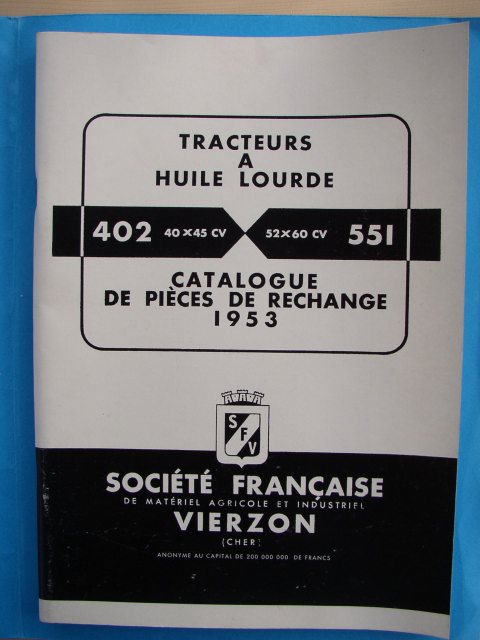 TRACTEURS
A
HUILE LOURDE
402 40×45 CV 52×60 CV 551
CATALOGUE
DE PIÈCES DE RECHANGE
1953
SFV
SOCIÉTÉ FRANÇAISE
DE MATÉRIEL AGRICOLE ET INDUSTRIEL
VIERZON
(CHER)
ANONYME AU CAPITAL DE 200 000 000 DE FRANCS